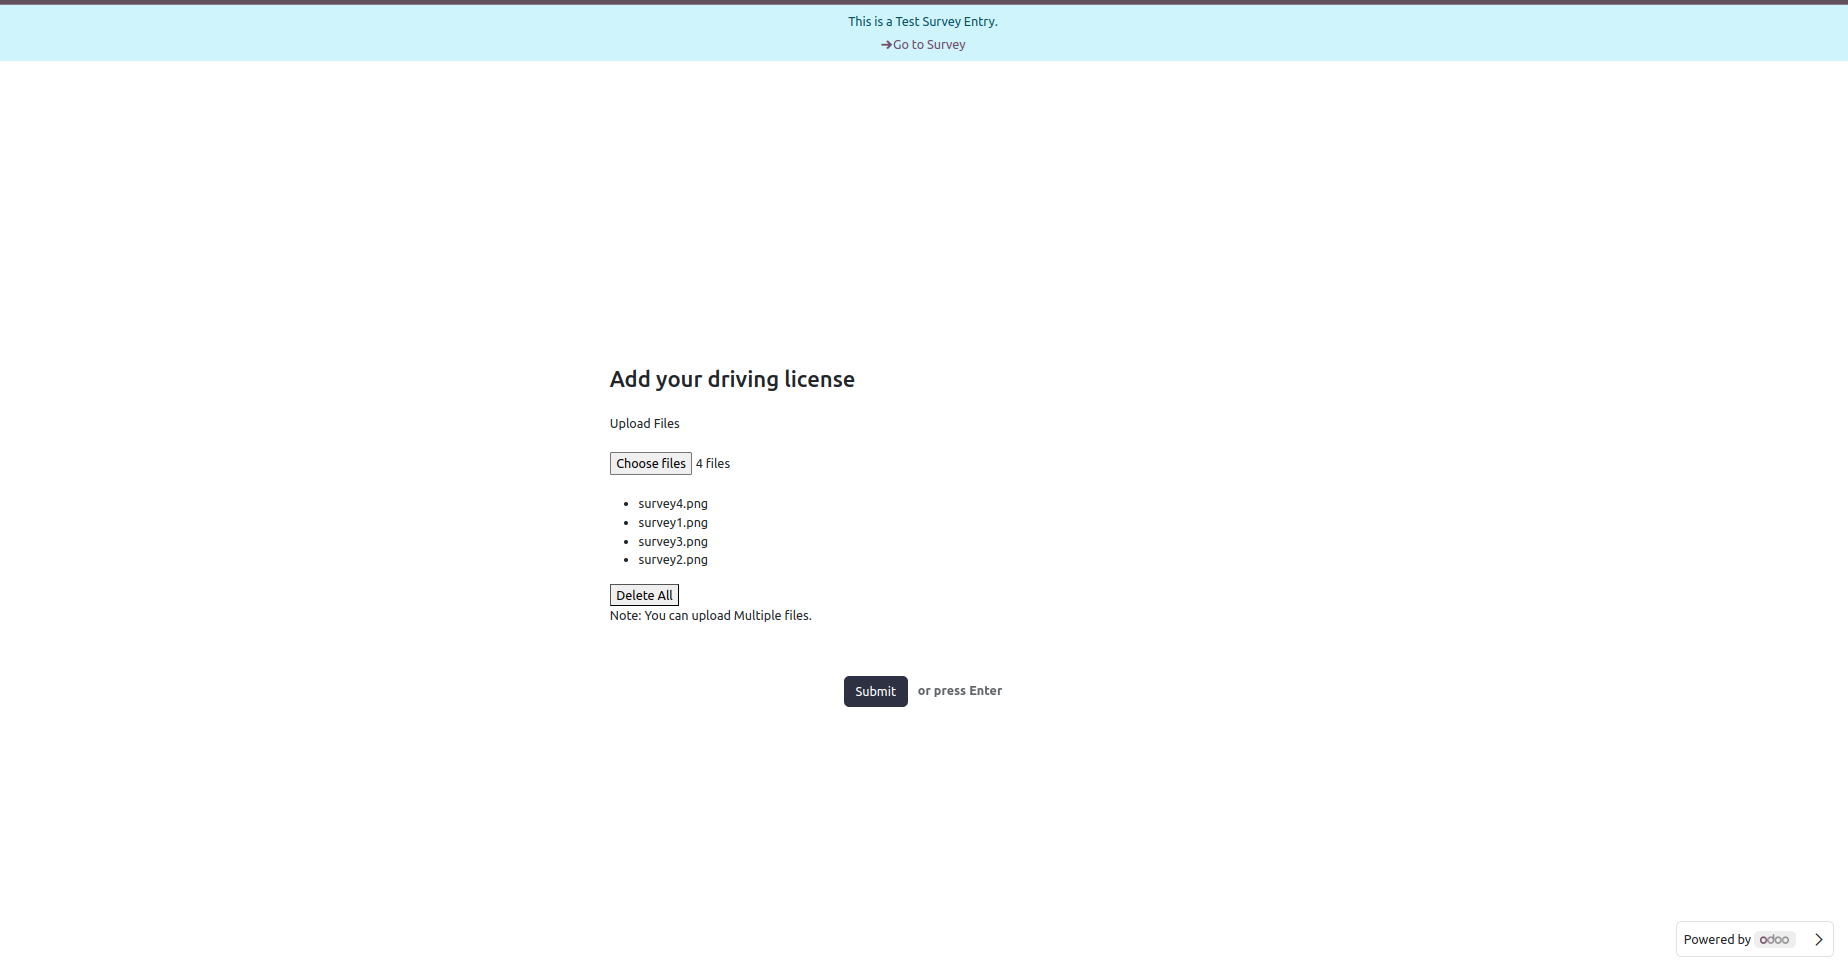 This is a Test Survey Entry.
→Go to Survey
Add your driving license
Upload Files
Choose files 4 files
• survey4.png
• survey1.png
• survey3.png
• survey2.png
Delete All
Note: You can upload Multiple files.
Submit or press Enter
Powered by odoo